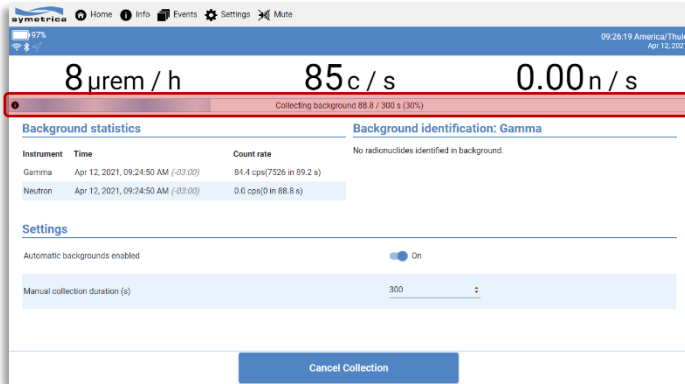 symetrica Home Info Events Settings Mute
97%
09:26:19 America/Thule
Apr 12, 2021
8 µrem / h 85 c / s 0.00 n / s
Collecting background 88.8 / 300 s (30%)
Background statistics
Background identification: Gamma
Instrument Time Count rate
No radionuclides identified in background.
Gamma Apr 12, 2021, 09:24:50 AM (-03:00) 84.4 cps(7526 in 89.2 s)
Neutron Apr 12, 2021, 09:24:50 AM (-03:00) 0.0 cps(0 in 88.8 s)
Settings
Automatic backgrounds enabled On
Manual collection duration (s) 300
Cancel Collection